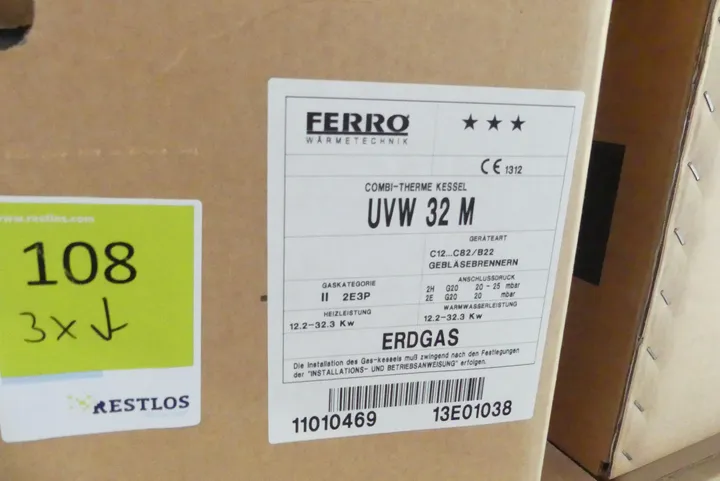 www.restlos.com
108
3x ↓
RESTLOS
FERRO
WÄRMETECHNIK
★★★
CE 1312
COMBI-THERME KESSEL
UVW 32 M
GERÄTEART
C12...C82/B22
GEBLÄSEBRENNERN
GASKATEGORIE
II 2E3P
ANSCHLUSSDRUCK
2H G20 20 - 25 mbar
2E G20 20 mbar
HEIZLEISTUNG
12.2-32.3 Kw
WARMWASSERLEISTUNG
12.2-32.3 Kw
ERDGAS
Die Installation des Gas-kessels muß zwingend nach den Festlegungen
der "INSTALLATIONS- UND BETRIEBSANWEISUNG" erfolgen.
11010469 13E01038